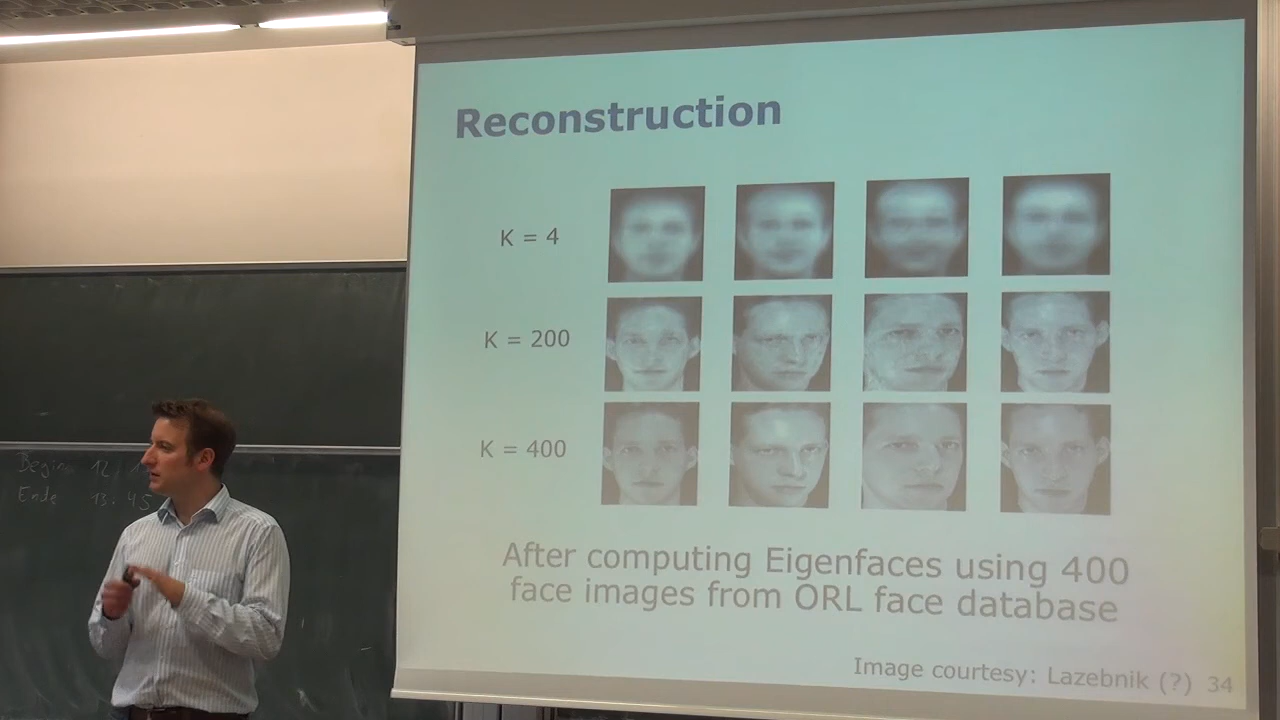 Reconstruction
K = 4
K = 200
K = 400
After computing Eigenfaces using 400
face images from ORL face database
Image courtesy: Lazebnik (?) 34
Begin 12
Ende 13.45